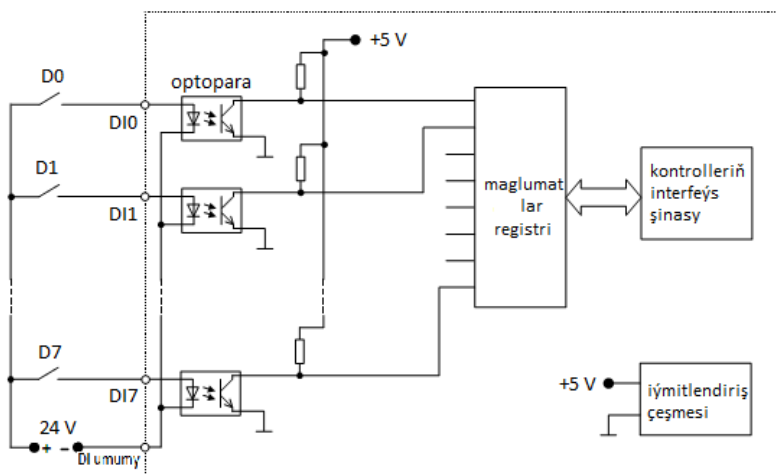 +5 V
D0
optopara
DI0
D1
DI1
maglumat
lar
registri
kontrolleriň
interfeýs
şinasy
D7
DI7
24 V
+ −
DI umumy
+5 V
iýmitlendiriş
çeşmesi